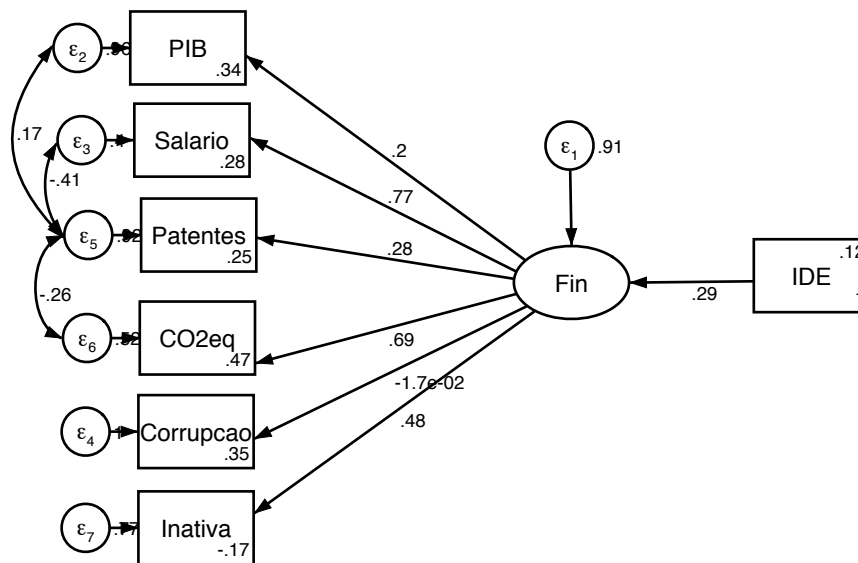 ε2
PIB
.34
ε3
Salario
.28
.17
-.41
ε5
Patentes
.25
-.26
ε6
CO2eq
.47
ε4
Corrupcao
.35
ε7
Inativa
-.17
.2
.77
.28
.69
-1.7e-02
.48
ε1
.91
Fin
.29
IDE